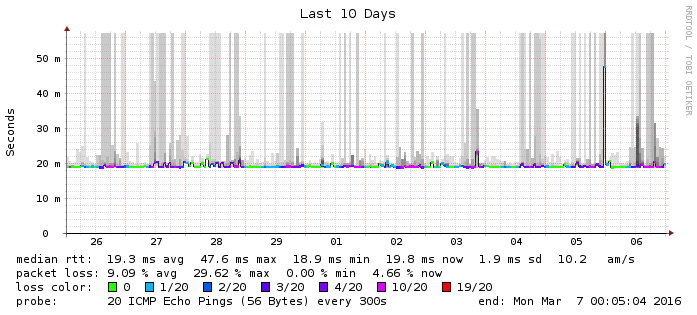 Last 10 Days
RRDTOOL / TOBI OETIKER
Seconds
50 m
40 m
30 m
20 m
10 m
0
26 27 28 29 01 02 03 04 05 06
median rtt: 19.3 ms avg 47.6 ms max 18.9 ms min 19.8 ms now 1.9 ms sd 10.2 am/s
packet loss: 9.09 % avg 29.62 % max 0.00 % min 4.66 % now
loss color: 0 1/20 2/20 3/20 4/20 10/20 19/20
probe: 20 ICMP Echo Pings (56 Bytes) every 300s end: Mon Mar 7 00:05:04 2016